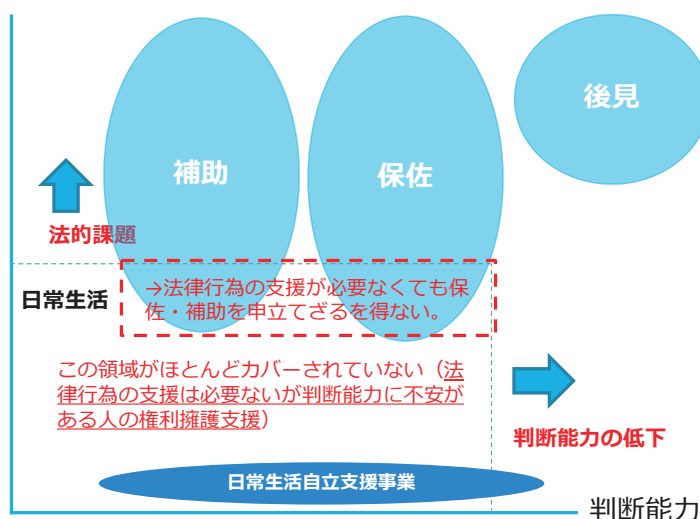 後見
補助
保佐
法的課題
日常生活
→法律行為の支援が必要なくても保
佐・補助を申立てざるを得ない。
この領域がほとんどカバーされていない（法
律行為の支援は必要ないが判断能力に不安が
ある人の権利擁護支援）
判断能力の低下
日常生活自立支援事業
判断能力